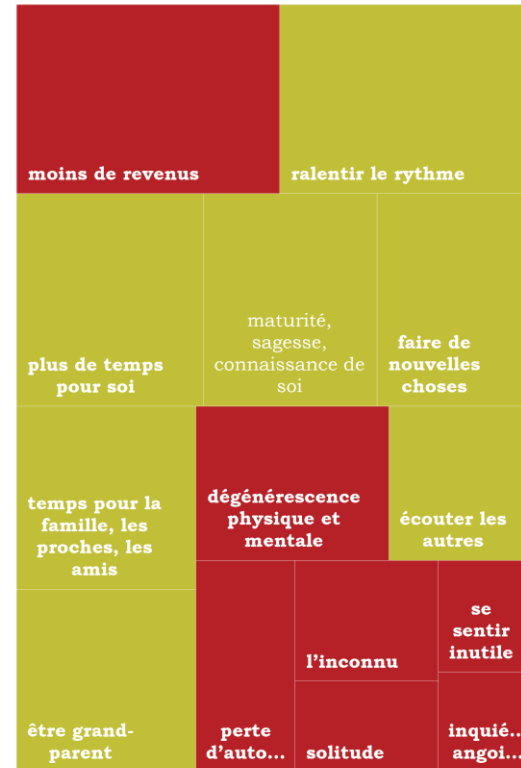 moins de revenus
ralentir le rythme
plus de temps
pour soi
maturité,
sagesse,
connaissance de
soi
faire de
nouvelles
choses
temps pour la
famille, les
proches, les
amis
dégénérescence
physique et
mentale
écouter les
autres
être grand-
parent
perte
d'auto...
l'inconnu
solitude
se
sentir
inutile
inquié..
angoi...